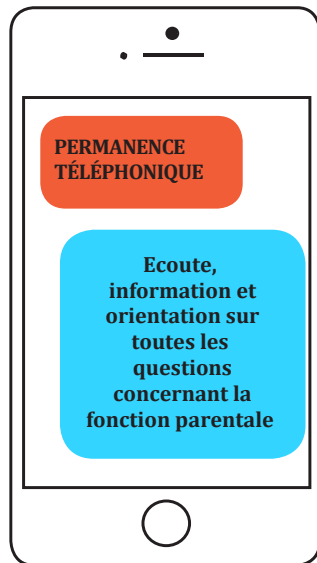 PERMANENCE
TÉLÉPHONIQUE
Ecoute,
information et
orientation sur
toutes les
questions
concernant la
fonction parentale